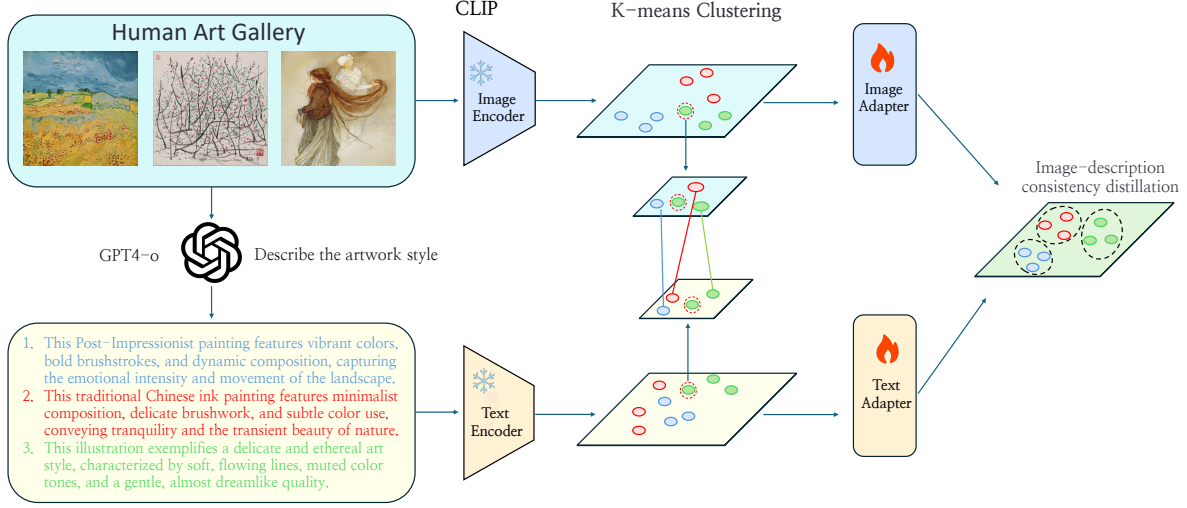 CLIP
K-means Clustering
Human Art Gallery
Image
Encoder
Image
Adapter
Image-description
consistency distillation
GPT4-o
Describe the artwork style
1. This Post-Impressionist painting features vibrant colors,
bold brushstrokes, and dynamic composition, capturing
the emotional intensity and movement of the landscape.
2. This traditional Chinese ink painting features minimalist
composition, delicate brushwork, and subtle color use,
conveying tranquility and the transient beauty of nature.
3. This illustration exemplifies a delicate and ethereal art
style, characterized by soft, flowing lines, muted color
tones, and a gentle, almost dreamlike quality.
Text
Encoder
Text
Adapter